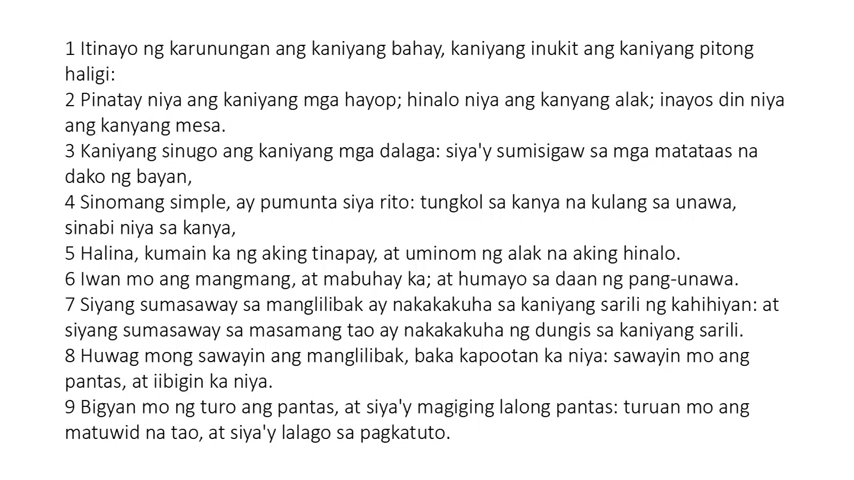 1 Itinayo ng karunungan ang kaniyang bahay, kaniyang inukit ang kaniyang pitong
haligi:
2 Pinatay niya ang kaniyang mga hayop; hinalo niya ang kanyang alak; inayos din niya
ang kanyang mesa.
3 Kaniyang sinugo ang kaniyang mga dalaga: siya'y sumisigaw sa mga matataas na
dako ng bayan,
4 Sinomang simple, ay pumunta siya rito: tungkol sa kanya na kulang sa unawa,
sinabi niya sa kanya,
5 Halina, kumain ka ng aking tinapay, at uminom ng alak na aking hinalo.
6 Iwan mo ang mangmang, at mabuhay ka; at humayo sa daan ng pang-unawa.
7 Siyang sumasaway sa manglilibak ay nakakakuha sa kaniyang sarili ng kahihiyan: at
siyang sumasaway sa masamang tao ay nakakakuha ng dungis sa kaniyang sarili.
8 Huwag mong sawayin ang manglilibak, baka kapootan ka niya: sawayin mo ang
pantas, at iibigin ka niya.
9 Bigyan mo ng turo ang pantas, at siya'y magiging lalong pantas: turuan mo ang
matuwid na tao, at siya'y lalago sa pagkatuto.